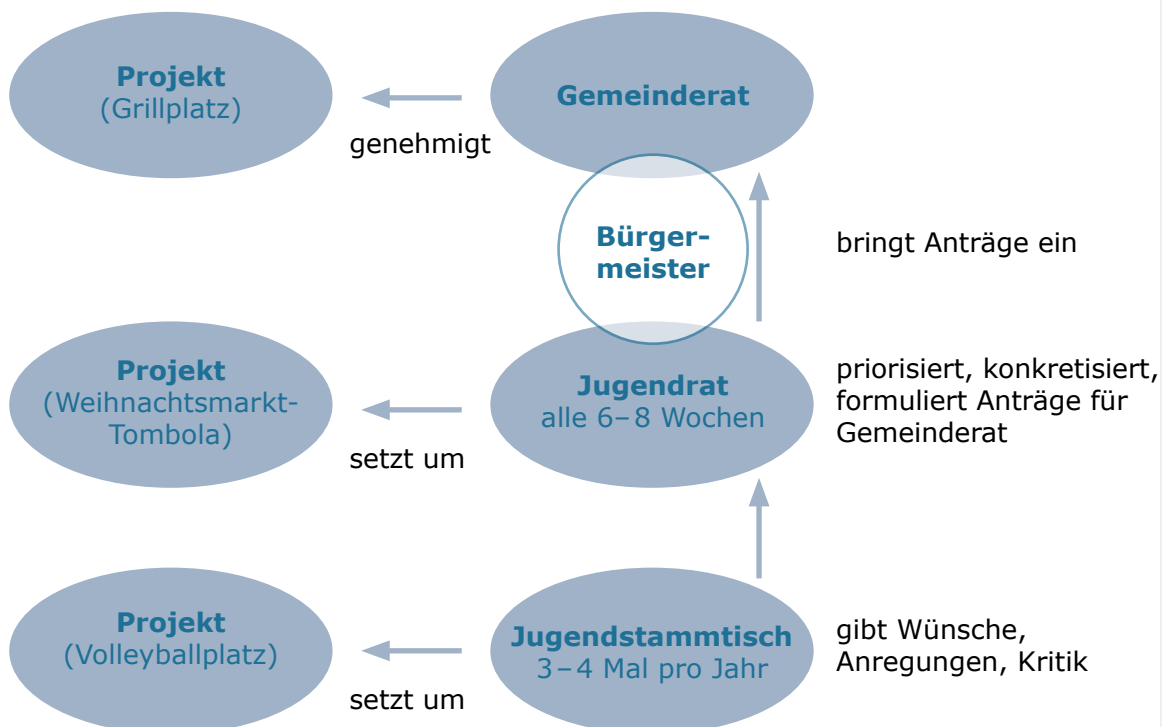 Projekt
(Grillplatz)
genehmigt
Gemeinderat
Bürger-
meister
bringt Anträge ein
Projekt
(Weihnachtsmarkt-
Tombola)
setzt um
Jugendrat
alle 6–8 Wochen
priorisiert, konkretisiert,
formuliert Anträge für
Gemeinderat
Projekt
(Volleyballplatz)
setzt um
Jugendstammtisch
3–4 Mal pro Jahr
gibt Wünsche,
Anregungen, Kritik